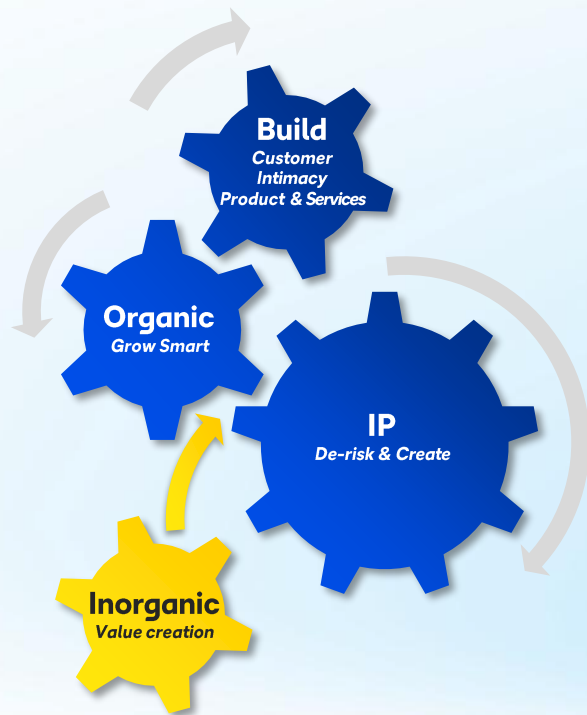 Build
Customer
Intimacy
Product & Services
Organic
Grow Smart
IP
De-risk & Create
Inorganic
Value creation